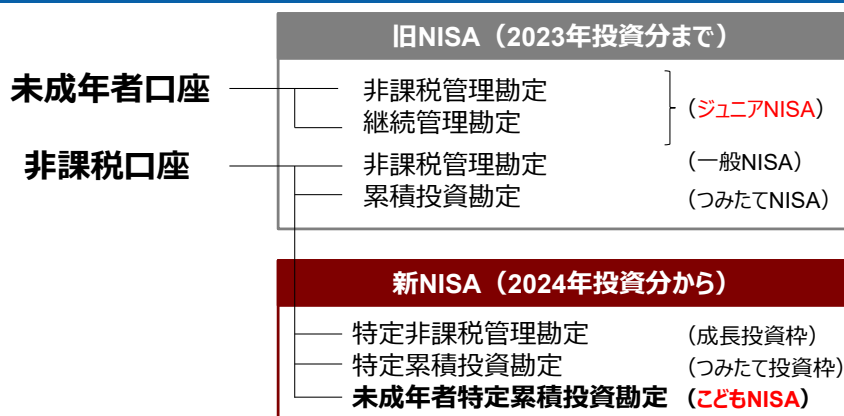 旧NISA（2023年投資分まで）
未成年者口座
非課税管理勘定
継続管理勘定
（ジュニアNISA）
非課税口座
非課税管理勘定 （一般NISA）
累積投資勘定 （つみたてNISA）
新NISA（2024年投資分から）
特定非課税管理勘定 （成長投資枠）
特定累積投資勘定 （つみたて投資枠）
未成年者特定累積投資勘定 （こどもNISA）